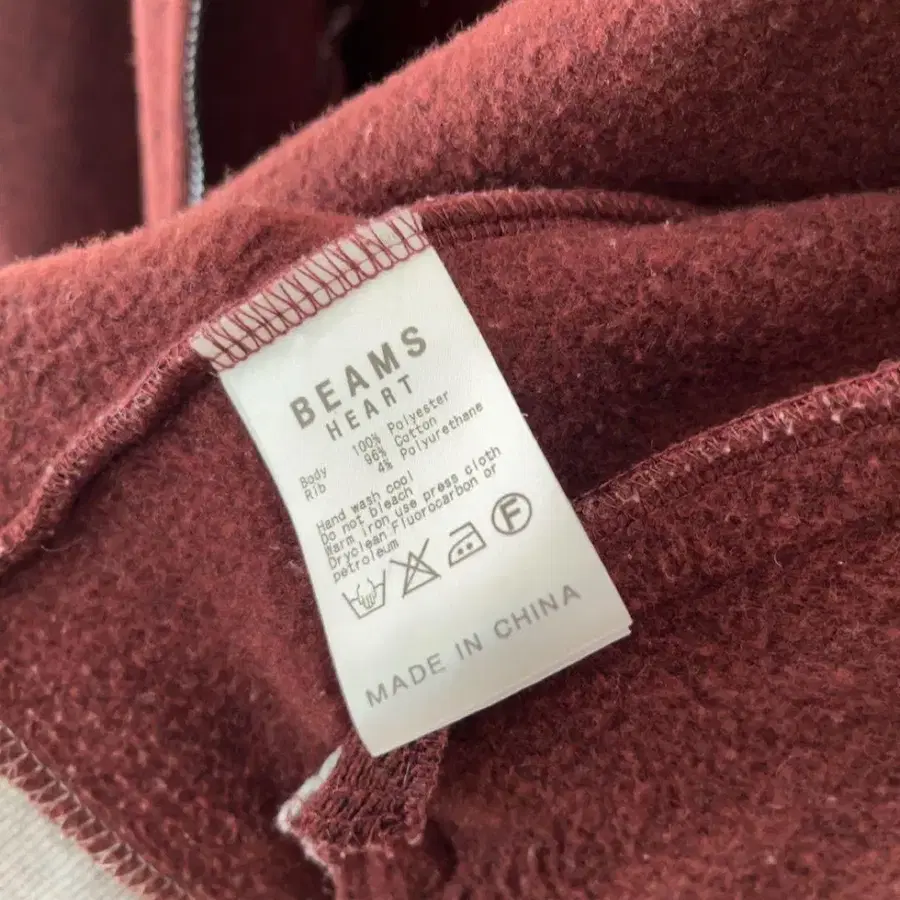 BEAMS
HEART
Body 100% Polyester
Rib 96% Cotton
4% Polyurethane
Hand wash cool
Do not bleach
Warm iron use press cloth
Dryclean Fluorocarbon or
petroleum
F
MADE IN CHINA